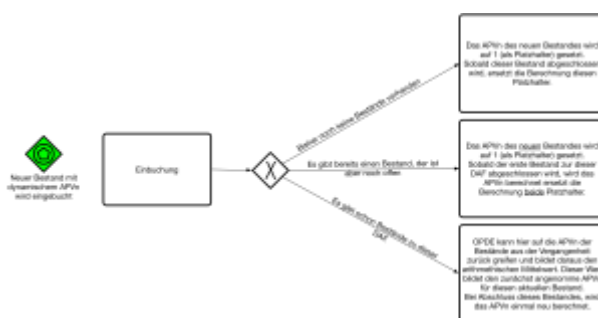 Neuer Bestand mit
dynamischem APVn
wird eingebucht
Einbuchung
X
Bisher noch keine Bestände vorhanden
Es gibt bereits einen Bestand, der ist
aber noch offen
Es gibt schon Bestände zu dieser
DAF
Das APVn des neuen Bestandes wird
auf 1 (als Platzhalter) gesetzt.
Sobald dieser Bestand abgeschlossen
wird, ersetzt die Berechnung diesen
Platzhalter.
Das APVn des neuen Bestandes wird
auf 1 (als Platzhalter) gesetzt.
Sobald der erste Bestand zur dieser
DAF abgeschlossen wird, wird das
APVn berechnet ersetzt die
Berechnung beide Platzhalter.
OPDE kann hier auf die APVn der
Bestände aus der Vergangenheit
zurück greifen und bildet daraus den
arithmetischen Mittelwert. Dieser Wert
bildet den zunächst angenommene APVn
für diesen aktuellen Bestand.
Bei Abschluss dieses Bestandes, wird
das APVn einmal neu berechnet.